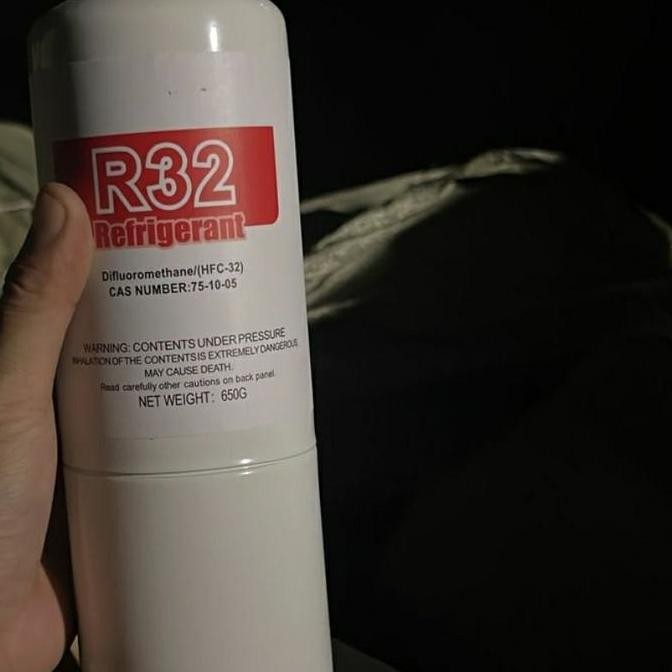 R32
Refrigerant
Difluoromethane/(HFC-32)
CAS NUMBER:75-10-05
WARNING: CONTENTS UNDER PRESSURE
INHALATION OF THE CONTENTS IS EXTREMELY DANGEROUS
MAY CAUSE DEATH.
Read carefully other cautions on back panel.
NET WEIGHT: 650G